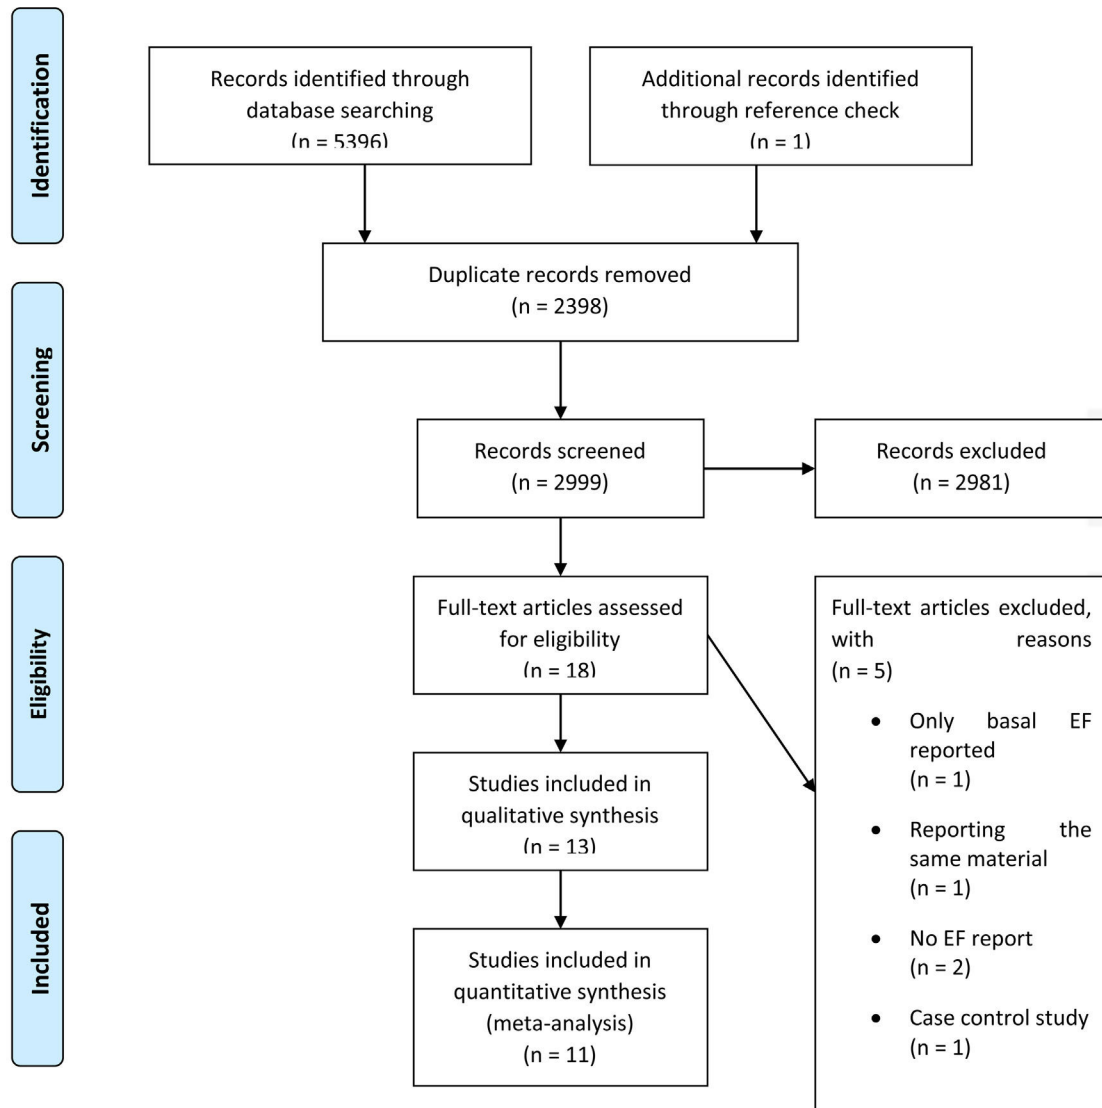 Identification
Records identified through
database searching
(n = 5396)
Additional records identified
through reference check
(n = 1)
Duplicate records removed
(n = 2398)
Screening
Records screened
(n = 2999)
Records excluded
(n = 2981)
Eligibility
Full-text articles assessed
for eligibility
(n = 18)
Full-text articles excluded,
with reasons
(n = 5)
• Only basal EF
reported
(n = 1)
• Reporting the
same material
(n = 1)
• No EF report
(n = 2)
• Case control study
(n = 1)
Studies included in
qualitative synthesis
(n = 13)
Included
Studies included in
quantitative synthesis
(meta-analysis)
(n = 11)